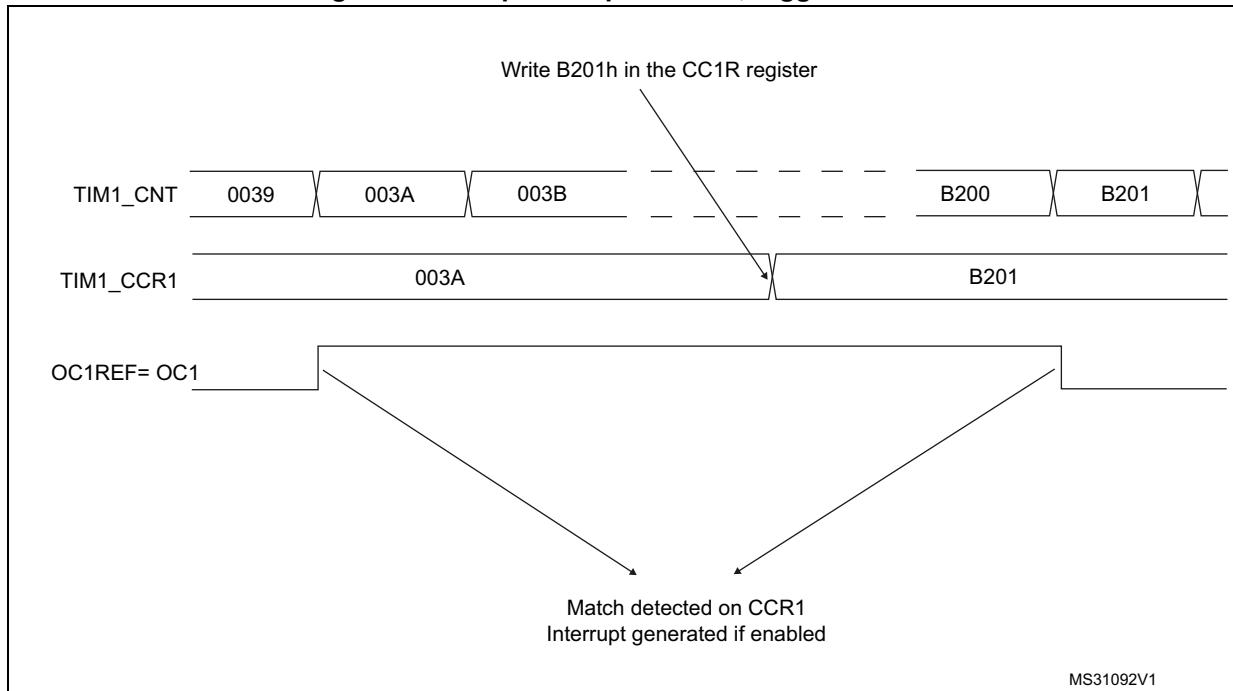 Write B201h in the CC1R register
TIM1_CNT 0039 003A 003B B200 B201
TIM1_CCR1 003A B201
OC1REF= OC1
Match detected on CCR1
Interrupt generated if enabled
MS31092V1